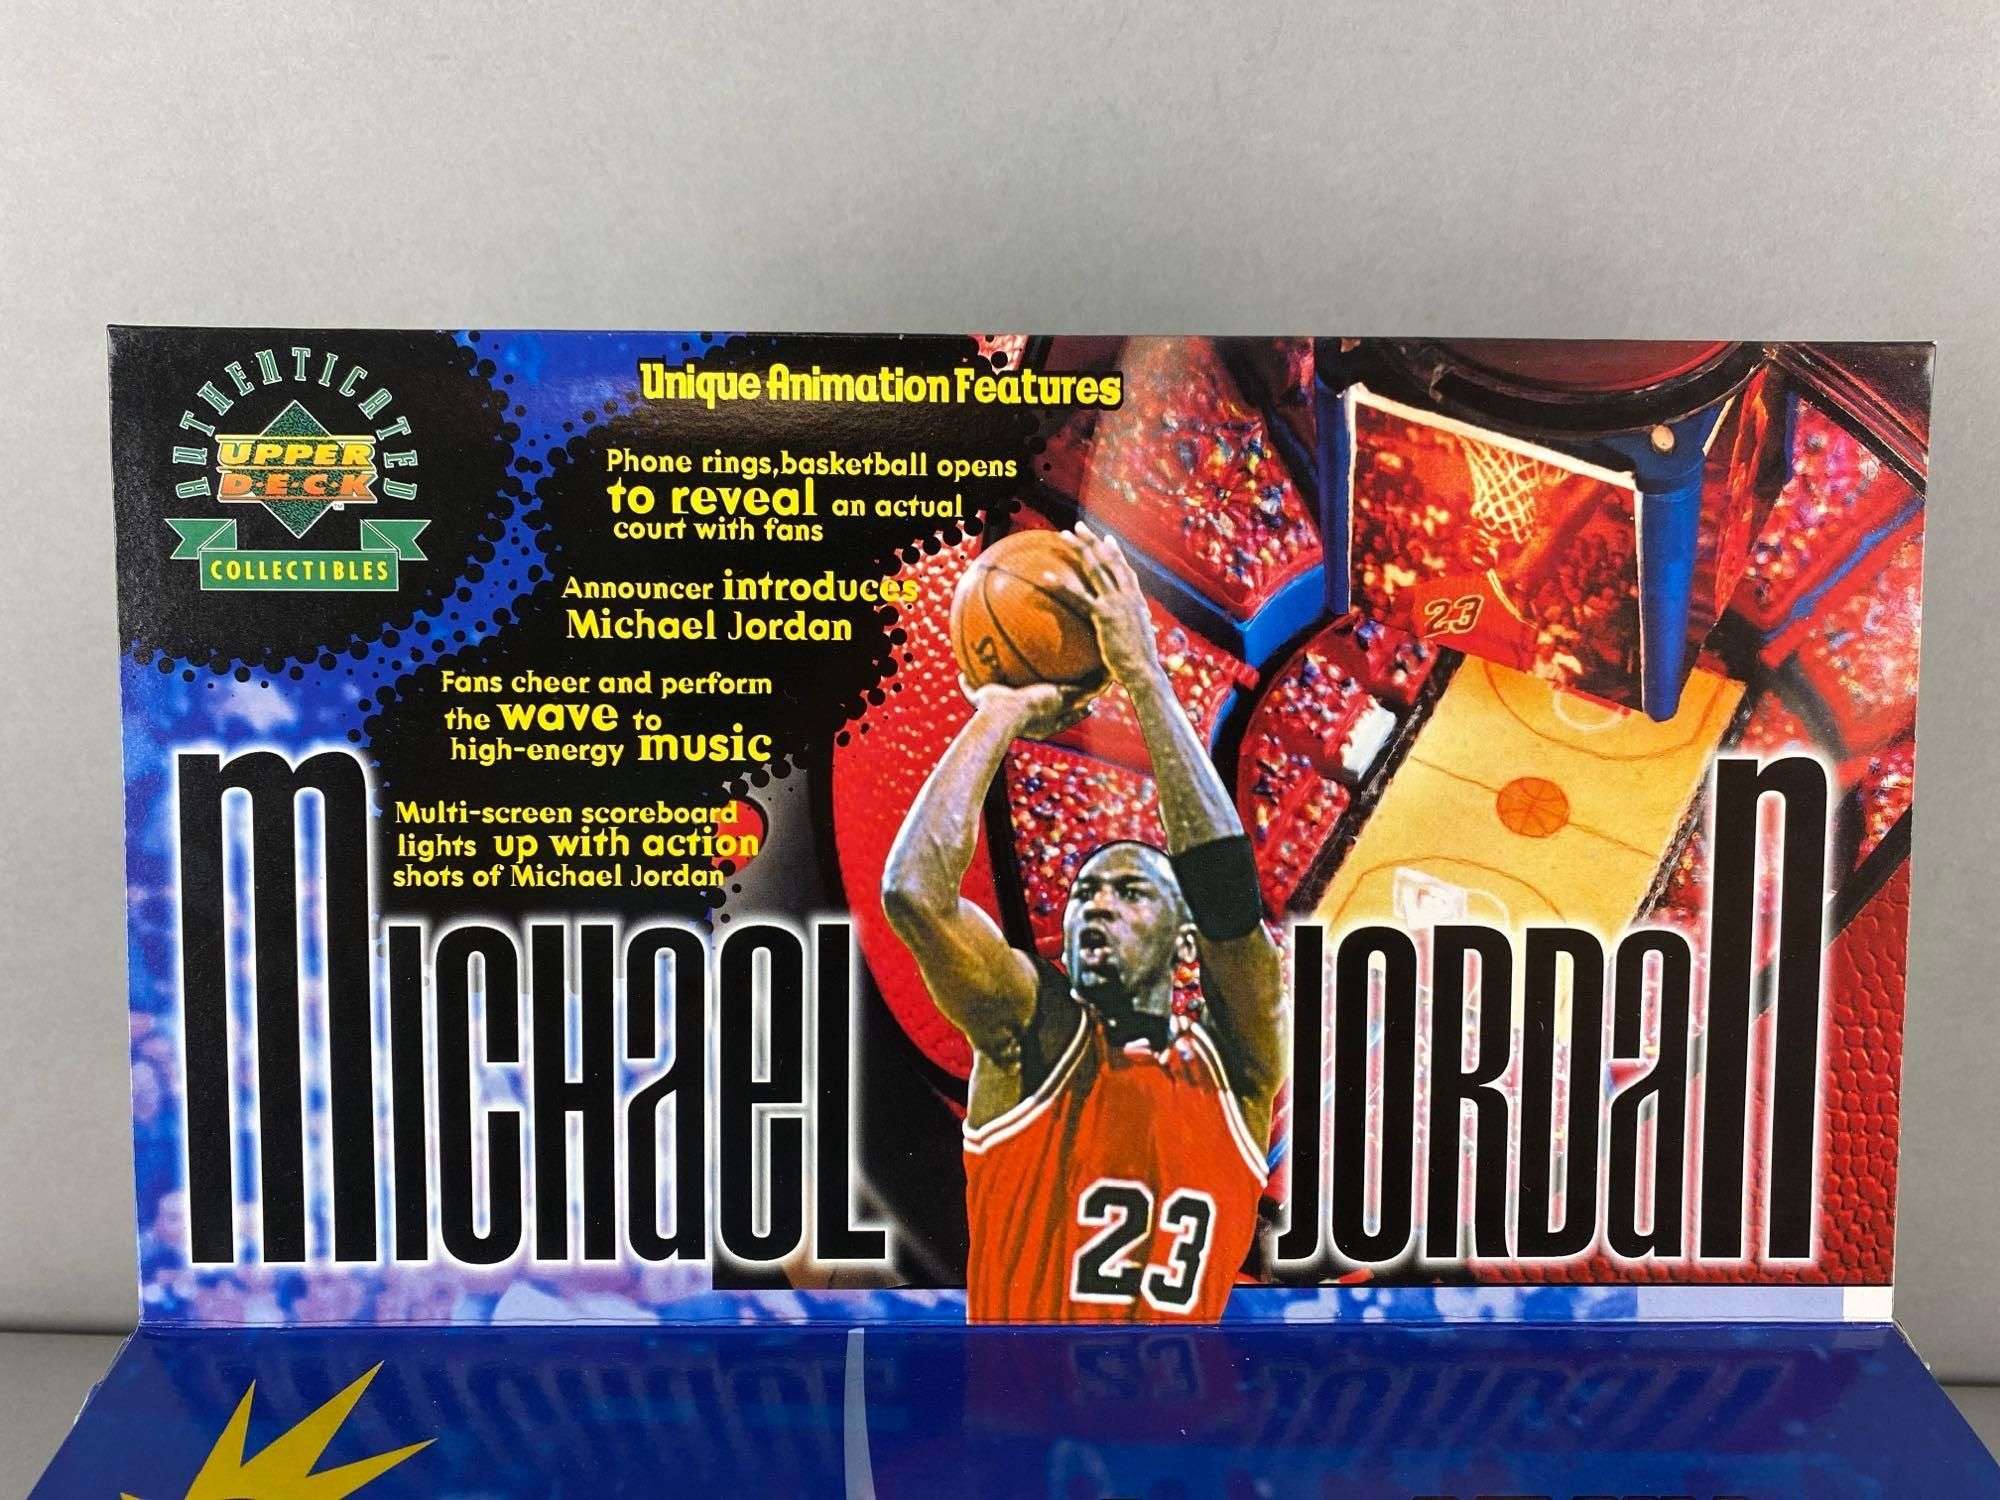 AUTHENTICATED
UPPER
DECK
COLLECTIBLES
Unique Animation Features
Phone rings,basketball opens
to reveal an actual
court with fans
Announcer introduces
Michael Jordan
Fans cheer and perform
the wave to
high-energy music
Multi-screen scoreboard
lights up with action
shots of Michael Jordan
23
MICHAEL JORDAN
23